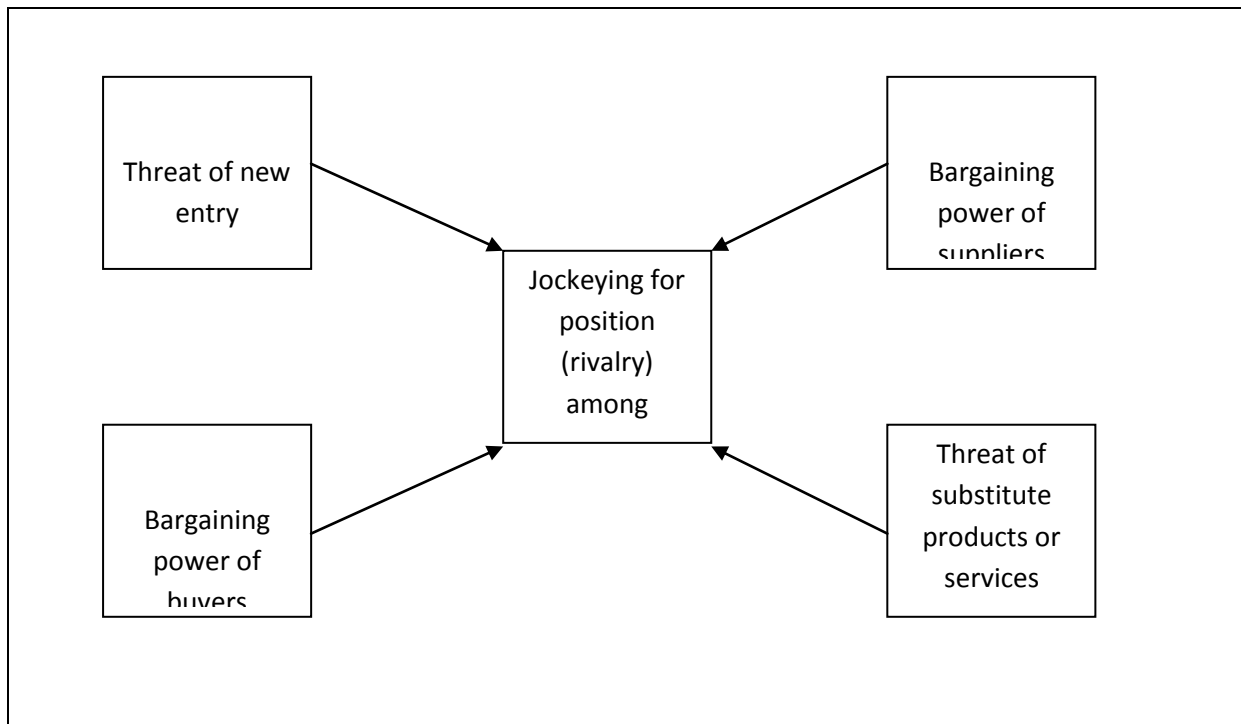 Threat of new
entry
Bargaining
power of
suppliers
Jockeying for
position
(rivalry)
among
Bargaining
power of
buyers
Threat of
substitute
products or
services